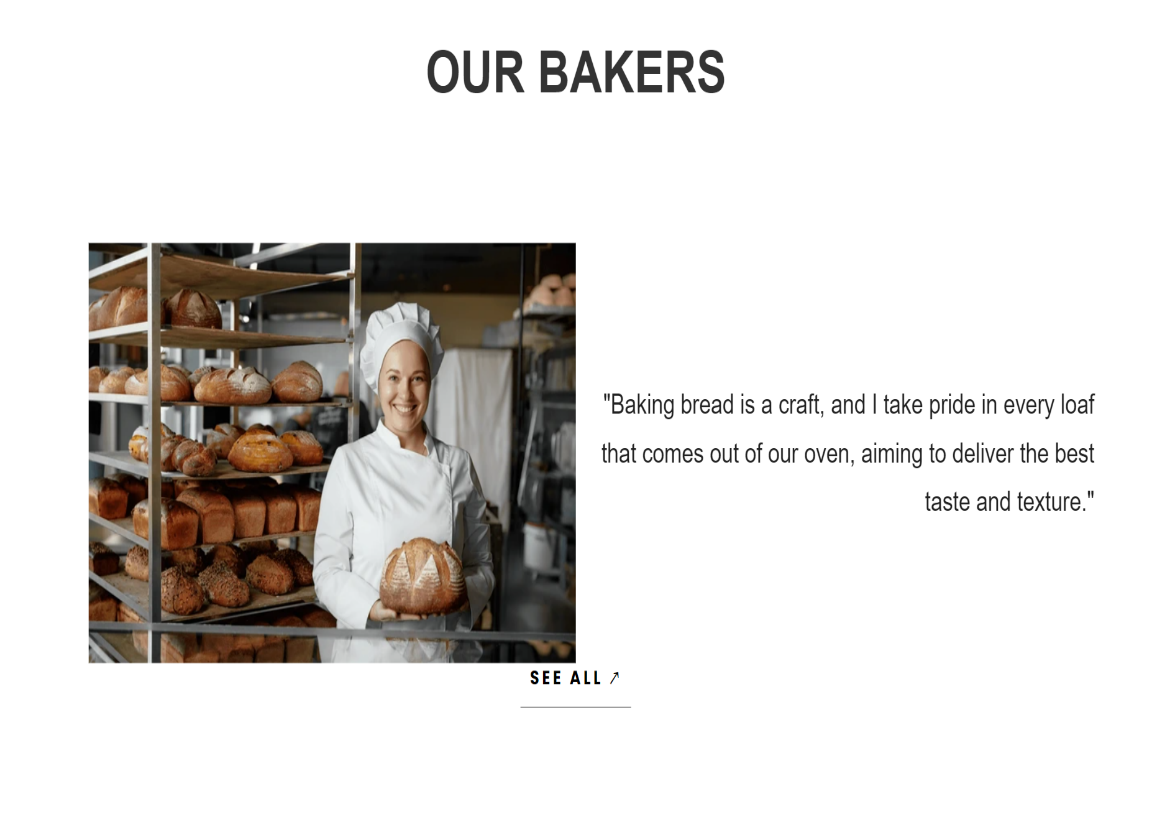 OUR BAKERS
"Baking bread is a craft, and I take pride in every loaf
that comes out of our oven, aiming to deliver the best
taste and texture."
SEE ALL ↗